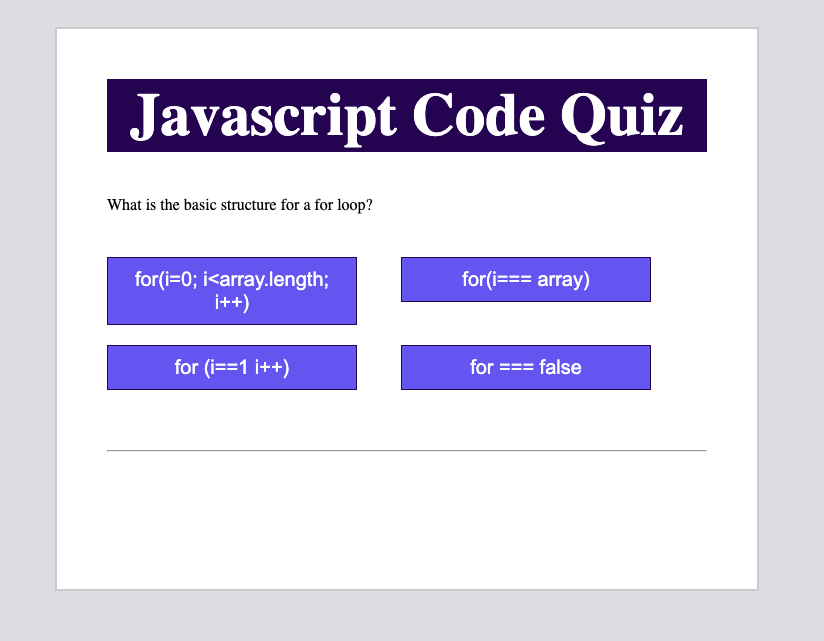 Javascript Code Quiz
What is the basic structure for a for loop?
for(i=0; i<array.length;
i++)
for(i=== array)
for (i==1 i++)
for === false